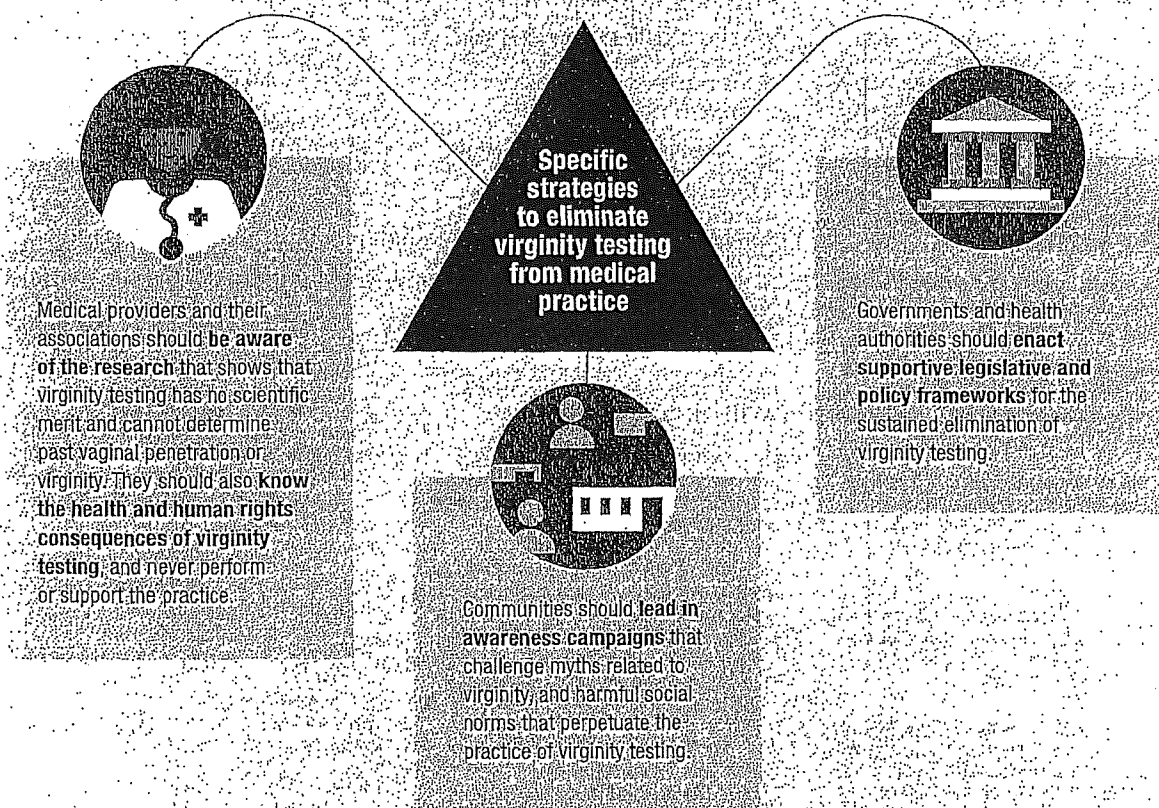 Specific
strategies
to eliminate
virginity testing
from medical
practice
Medical providers and their
associations should be aware
of the research that shows that
virginity testing has no scientific
merit and cannot determine
past vaginal penetration or
virginity. They should also know
the health and human rights
consequences of virginity
testing, and never perform
or support the practice.
Communities should lead in
awareness campaigns that
challenge myths related to
virginity, and harmful social
norms that perpetuate the
practice of virginity testing.
Governments and health
authorities should enact
supportive legislative and
policy frameworks for the
sustained elimination of
virginity testing.